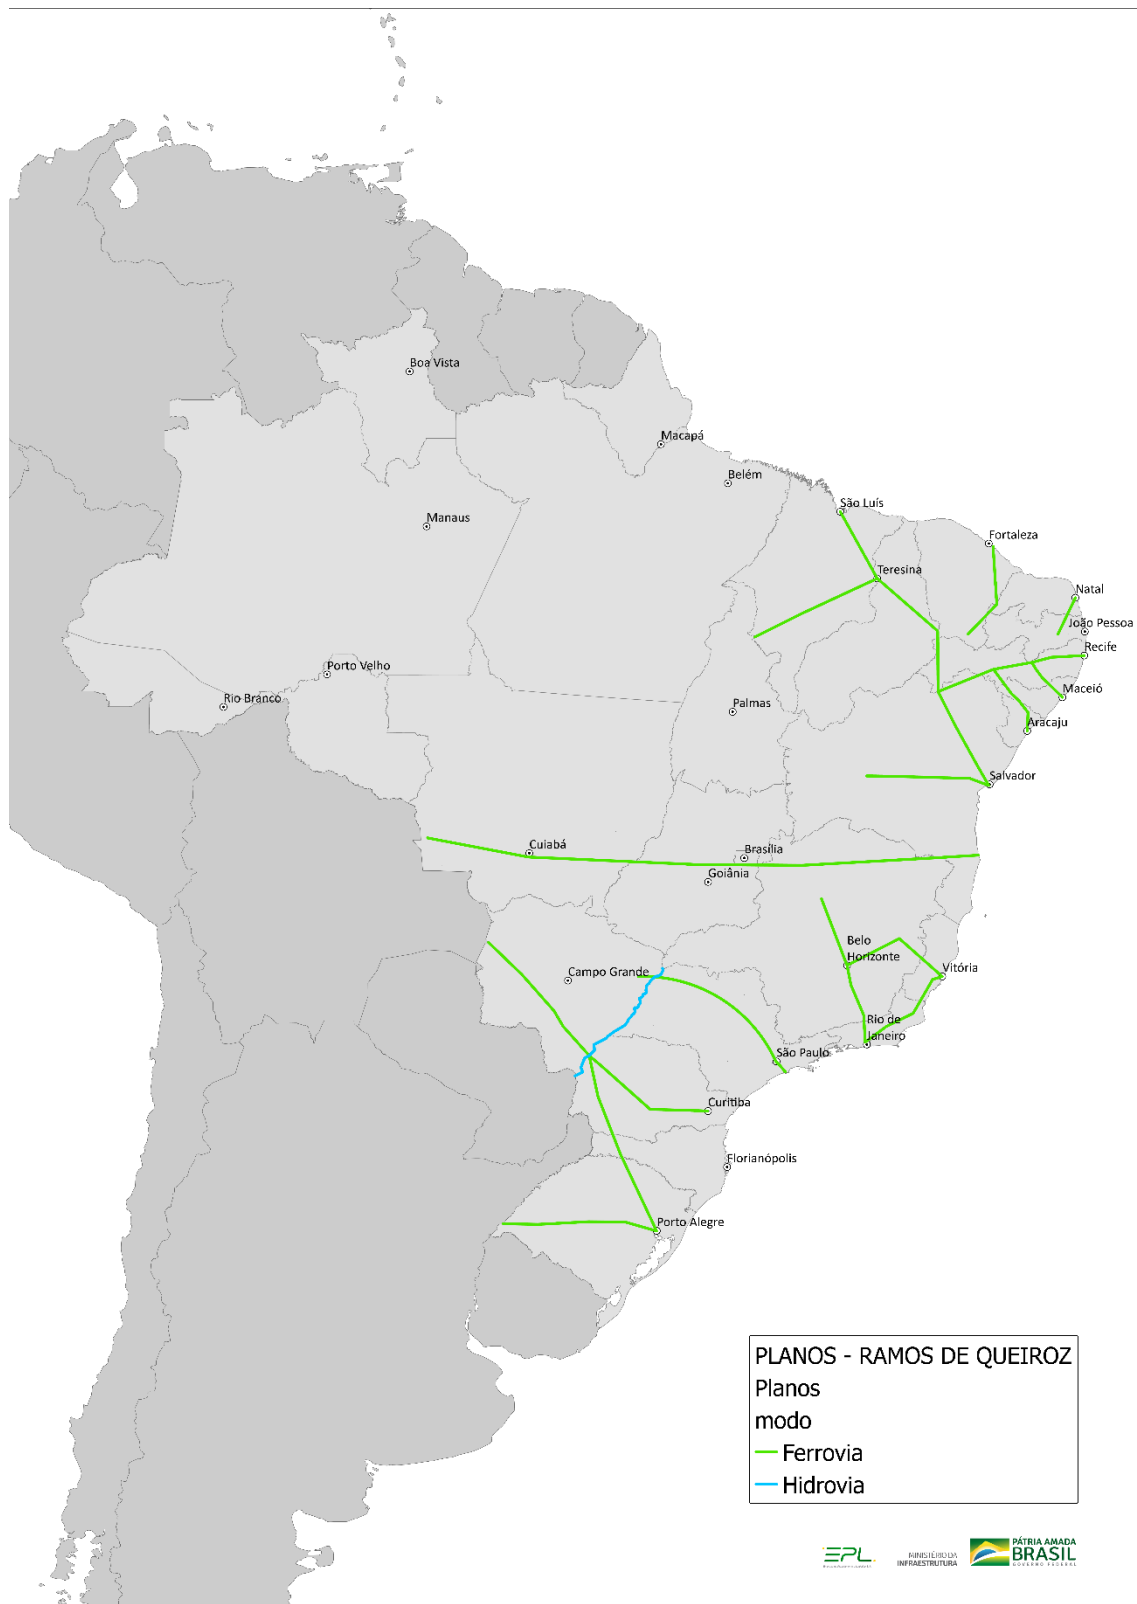 Boa Vista
Macapá
Belém
São Luís
Manaus
Fortaleza
Teresina
Natal
João Pessoa
Recife
Porto Velho
Maceió
Rio Branco
Palmas
Aracaju
Salvador
Cuiabá
Brasília
Goiânia
Belo
Horizonte
Vitória
Campo Grande
Rio de
Janeiro
São Paulo
Curitiba
Florianópolis
Porto Alegre
PLANOS - RAMOS DE QUEIROZ
Planos
modo
Ferrovia
Hidrovia
EPL
MINISTÉRIO DA
INFRAESTRUTURA
PÁTRIA AMADA
BRASIL
GOVERNO FEDERAL